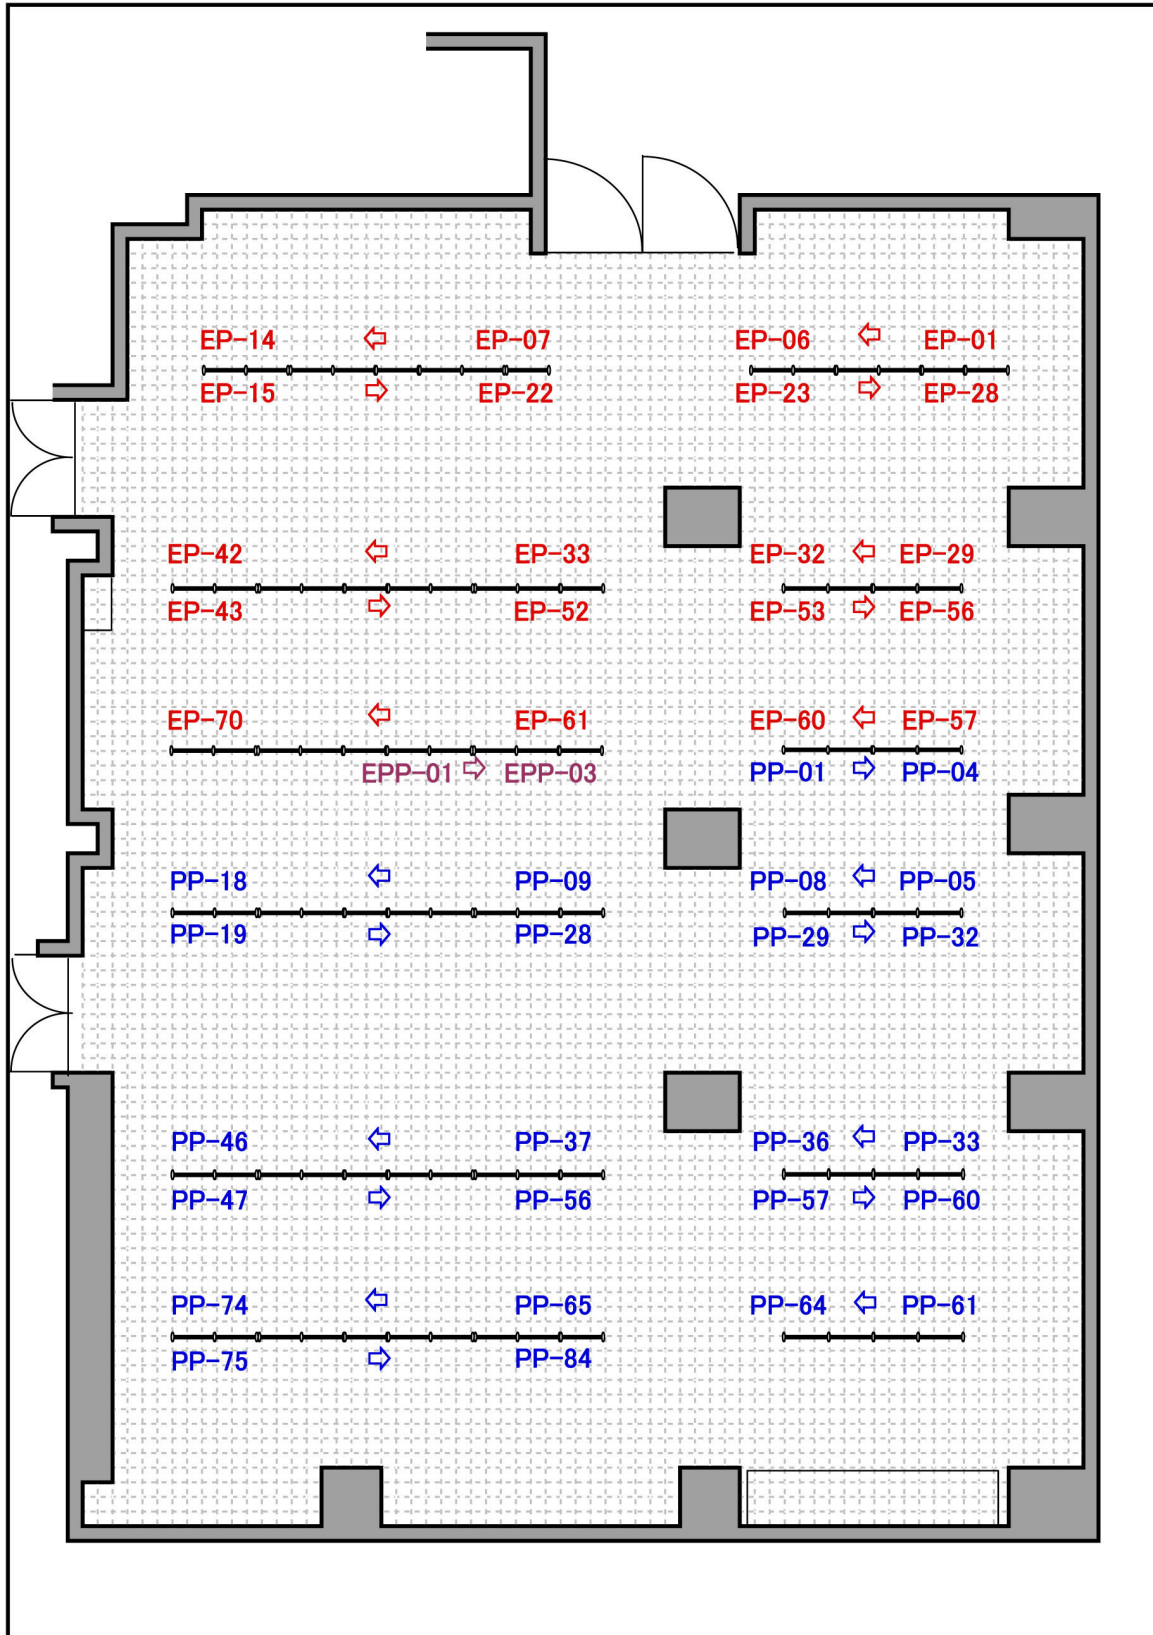 EP-14 ⇦ EP-07 EP-06 ⇦ EP-01
EP-15 ⇨ EP-22 EP-23 ⇨ EP-28
EP-42 ⇦ EP-33 EP-32 ⇦ EP-29
EP-43 ⇨ EP-52 EP-53 ⇨ EP-56
EP-70 ⇦ EP-61 EP-60 ⇦ EP-57
EPP-01 ⇨ EPP-03 PP-01 ⇨ PP-04
PP-18 ⇦ PP-09 PP-08 ⇦ PP-05
PP-19 ⇨ PP-28 PP-29 ⇨ PP-32
PP-46 ⇦ PP-37 PP-36 ⇦ PP-33
PP-47 ⇨ PP-56 PP-57 ⇨ PP-60
PP-74 ⇦ PP-65 PP-64 ⇦ PP-61
PP-75 ⇨ PP-84